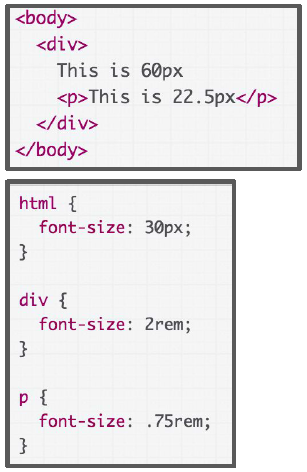 <body>
<div>
This is 60px
<p>This is 22.5px</p>
</div>
</body>
html {
font-size: 30px;
}
div {
font-size: 2rem;
}
p {
font-size: .75rem;
}